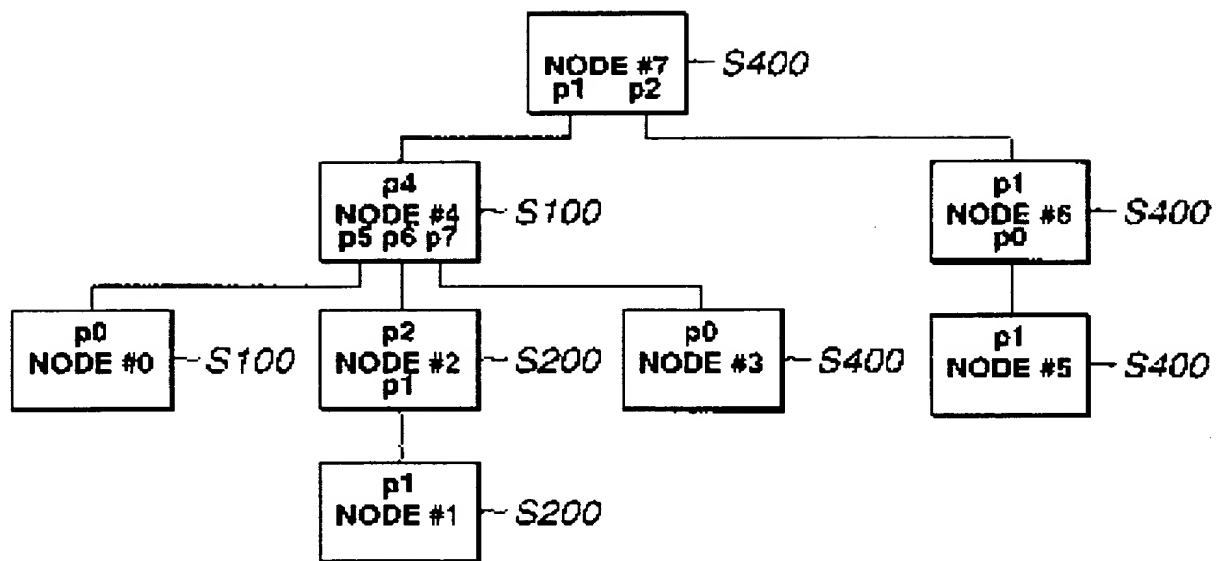 NODE #7
p1 p2
S400
p4
NODE #4
p5 p6 p7
S100
p1
NODE #6
p0
S400
p0
NODE #0
S100
p2
NODE #2
p1
S200
p0
NODE #3
S400
p1
NODE #5
S400
p1
NODE #1
S200